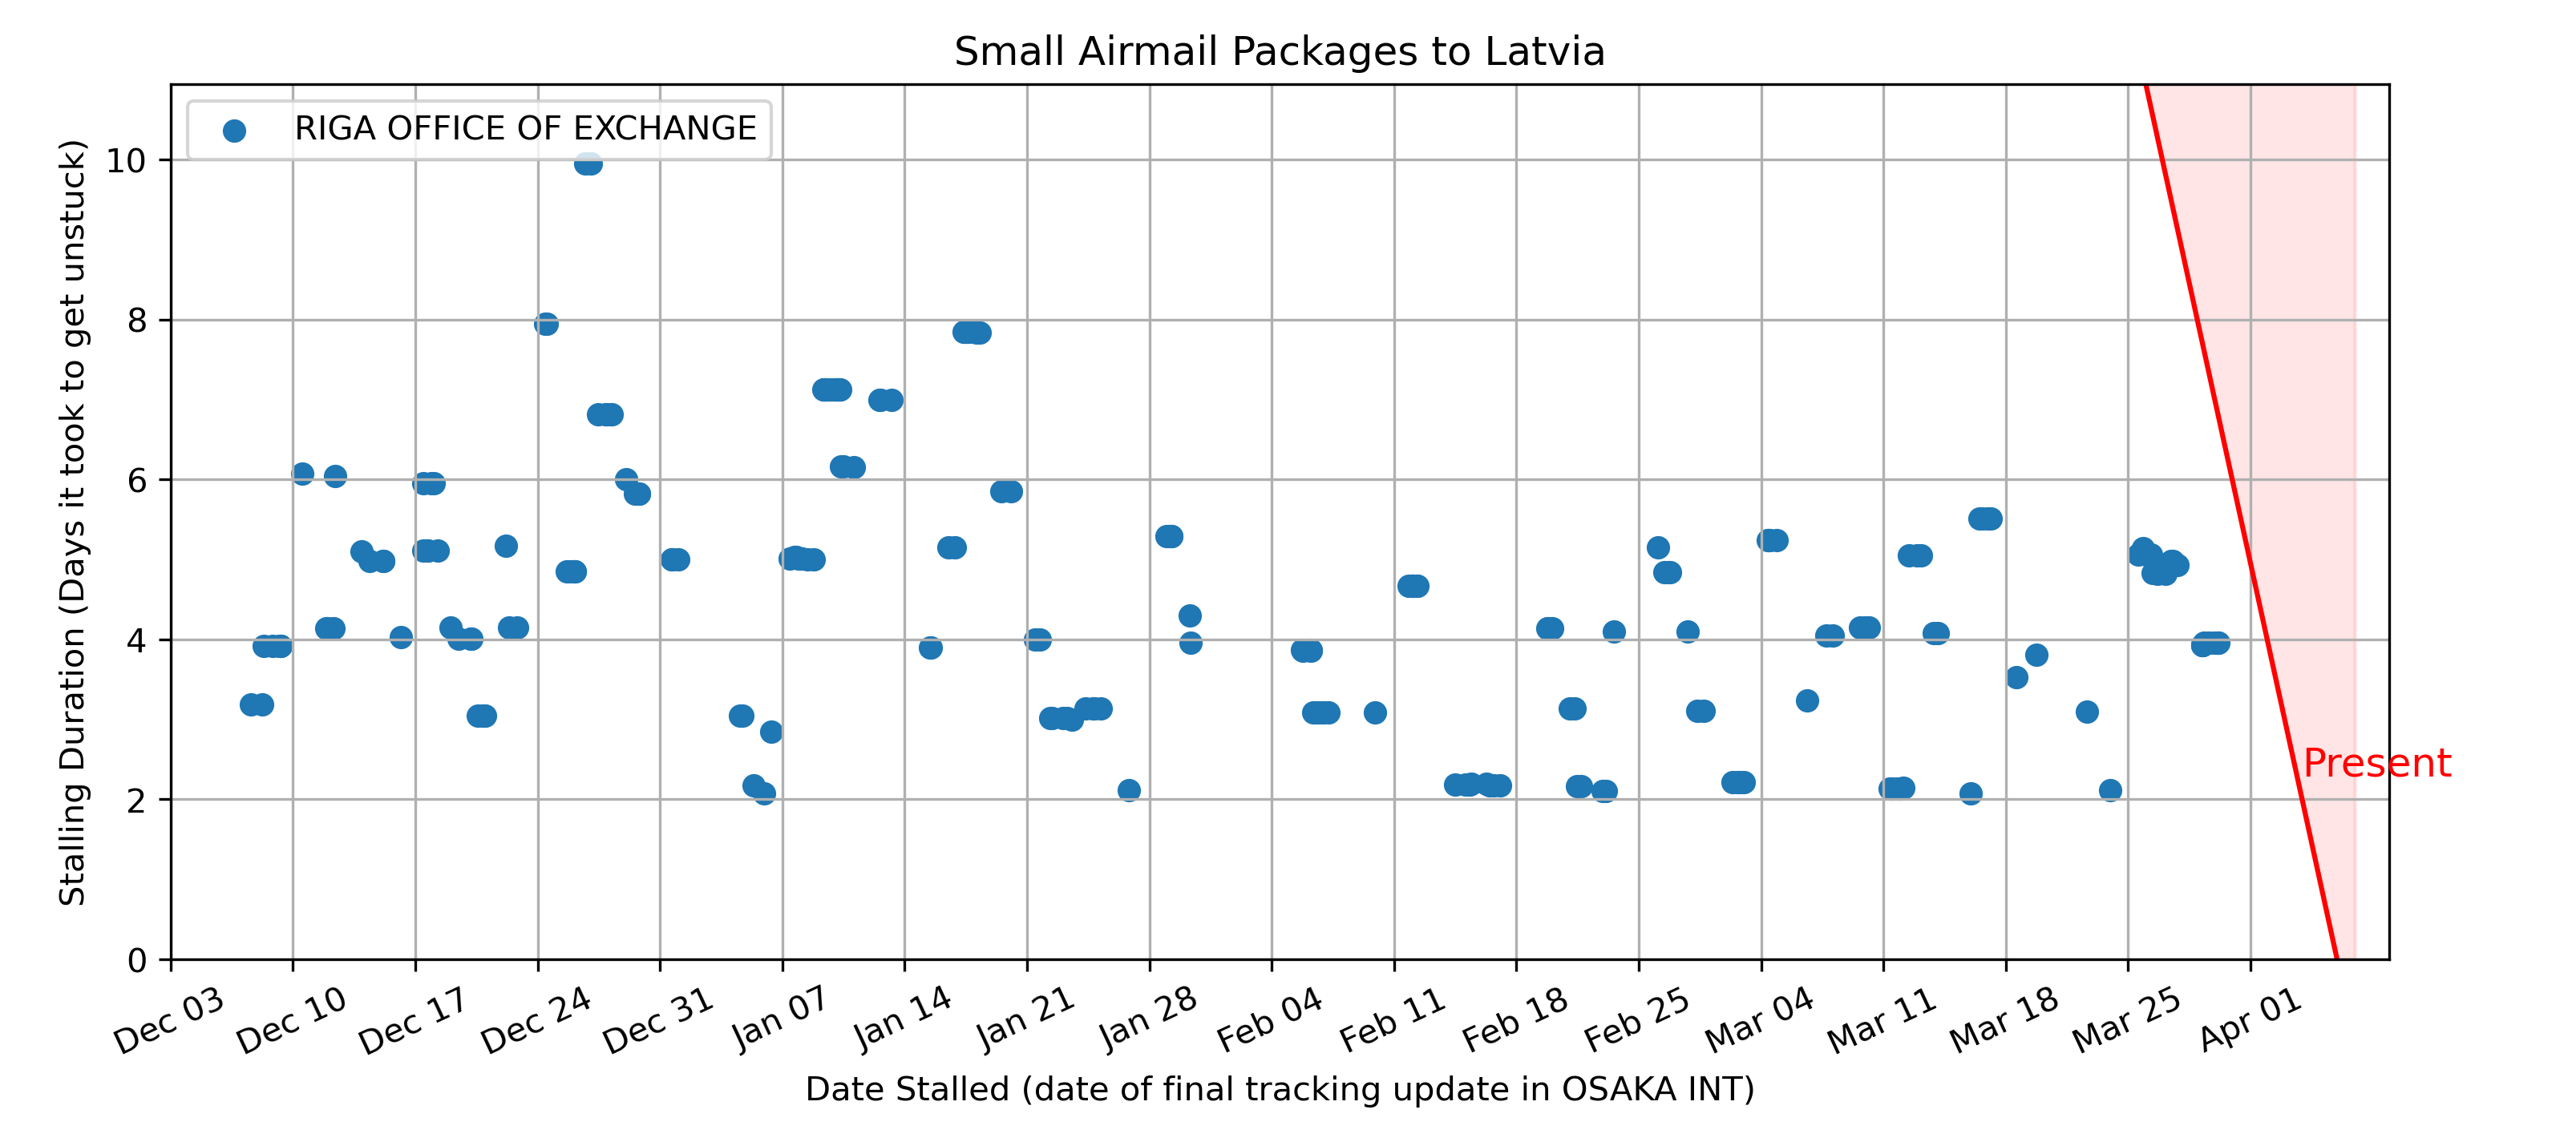 Small Airmail Packages to Latvia
RIGA OFFICE OF EXCHANGE
Stalling Duration (Days it took to get unstuck)
10
8
6
4
2
0
Present
Dec 03
Dec 10
Dec 17
Dec 24
Dec 31
Jan 07
Jan 14
Jan 21
Jan 28
Feb 04
Feb 11
Feb 18
Feb 25
Mar 04
Mar 11
Mar 18
Mar 25
Apr 01
Date Stalled (date of final tracking update in OSAKA INT)